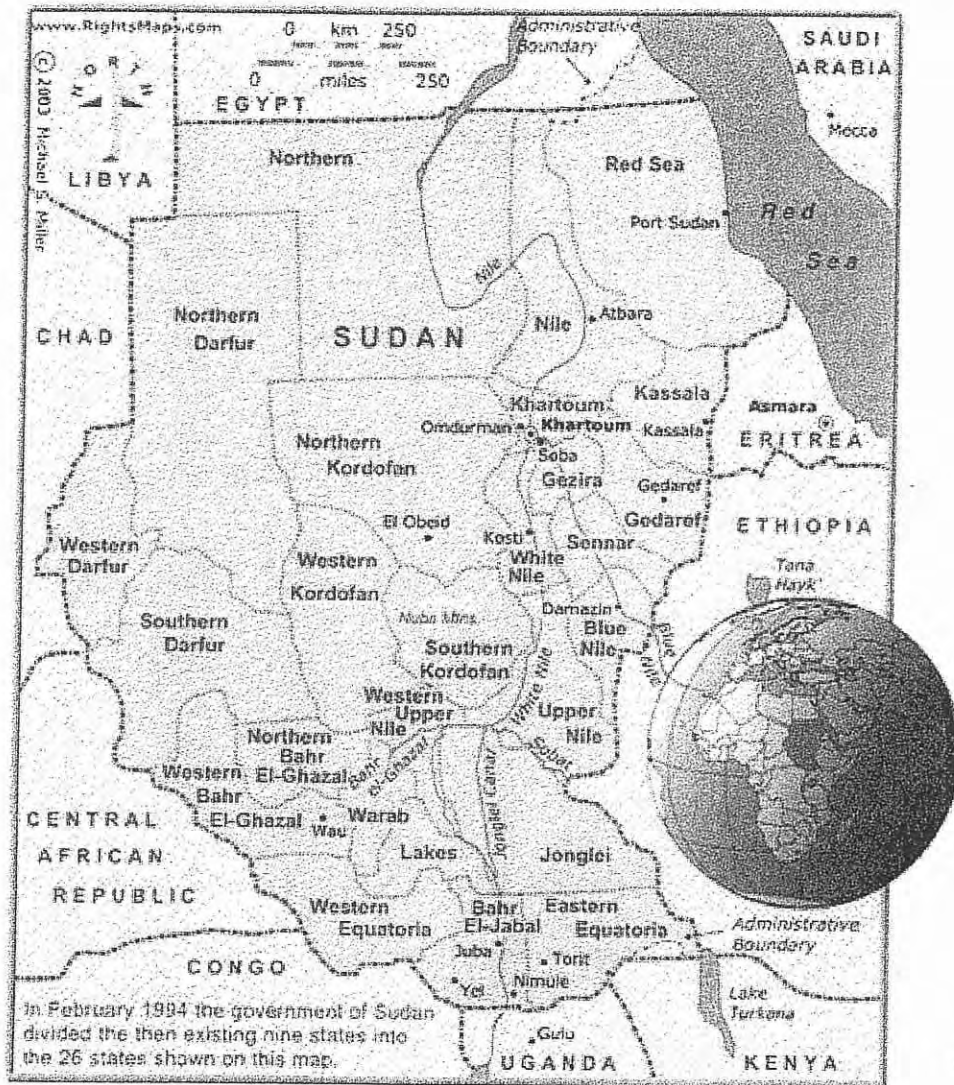 www.RightsMaps.com
© 2003 Michael S. Miller
NORTH
0 km 250
0 miles 250
Administrative
Boundary
SAUDI
ARABIA
Mecca
EGYPT
LIBYA
Northern
Red Sea
Port Sudan
Red
Sea
Nile
Northern
Darfur
CHAD
SUDAN
Nile
Atbara
Kassala
Khartoum
Omdurman
Khartoum
Kassala
Asmara
ERITREA
Soba
Northern
Kordofan
Gezira
Gedaref
Gedaref
ETHIOPIA
El Obeid
Kosti
Sennar
White
Nile
Western
Darfur
Western
Kordofan
Tana
Hayk'
Damazin
Blue
Nile
Blue
Nile
Nuba Mtns.
Southern
Darfur
Southern
Kordofan
White Nile
Western
Upper
Nile
Upper
Nile
Sobat
Northern
Bahr
El-Ghazal
Bahr
El-Ghazal
Western
Bahr
El-Ghazal
Wau
Warab
Jonglei Canal
Lakes
Jonglei
CENTRAL
AFRICAN
REPUBLIC
Western
Equatoria
Bahr
El-Jabal
Eastern
Equatoria
Administrative
Boundary
Juba
Torit
CONGO
Yei
Nimule
Lake
Turkana
In February 1994 the government of Sudan
divided the then existing nine states into
the 26 states shown on this map.
Gulu
UGANDA
KENYA